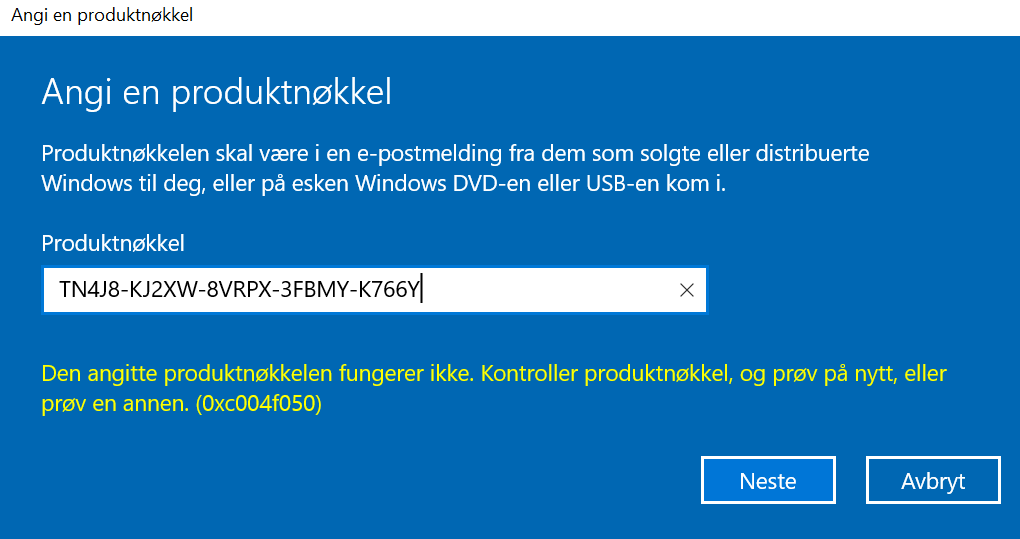 Angi en produktnøkkel
Angi en produktnøkkel
Produktnøkkelen skal være i en e-postmelding fra dem som solgte eller distribuerte
Windows til deg, eller på esken Windows DVD-en eller USB-en kom i.
Produktnøkkel
TN4J8-KJ2XW-8VRPX-3FBMY-K766Y
Den angitte produktnøkkelen fungerer ikke. Kontroller produktnøkkel, og prøv på nytt, eller
prøv en annen. (0xc004f050)
Neste
Avbryt